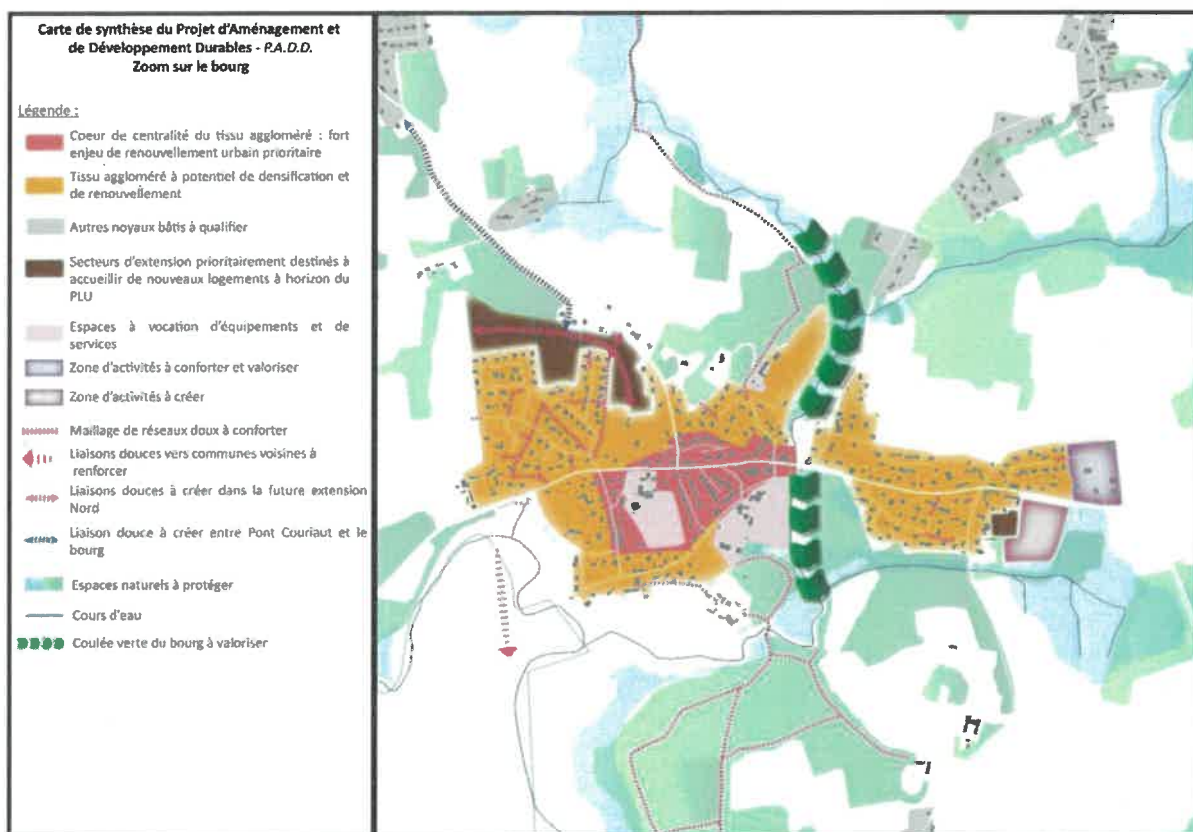 Carte de synthèse du Projet d'Aménagement et
de Développement Durables - P.A.D.D.
Zoom sur le bourg
Légende :
Coeur de centralité du tissu aggloméré : fort
enjeu de renouvellement urbain prioritaire
Tissu aggloméré à potentiel de densification et
de renouvellement
Autres noyaux bâtis à qualifier
Secteurs d'extension prioritairement destinés à
accueillir de nouveaux logements à horizon du
PLU
Espaces à vocation d'équipements et de
services
Zone d'activités à conforter et valoriser
Zone d'activités à créer
Maillage de réseaux doux à conforter
Liaisons douces vers communes voisines à
renforcer
Liaisons douces à créer dans la future extension
Nord
Liaison douce à créer entre Pont Couriaut et le
bourg
Espaces naturels à protéger
Cours d'eau
Coulée verte du bourg à valoriser